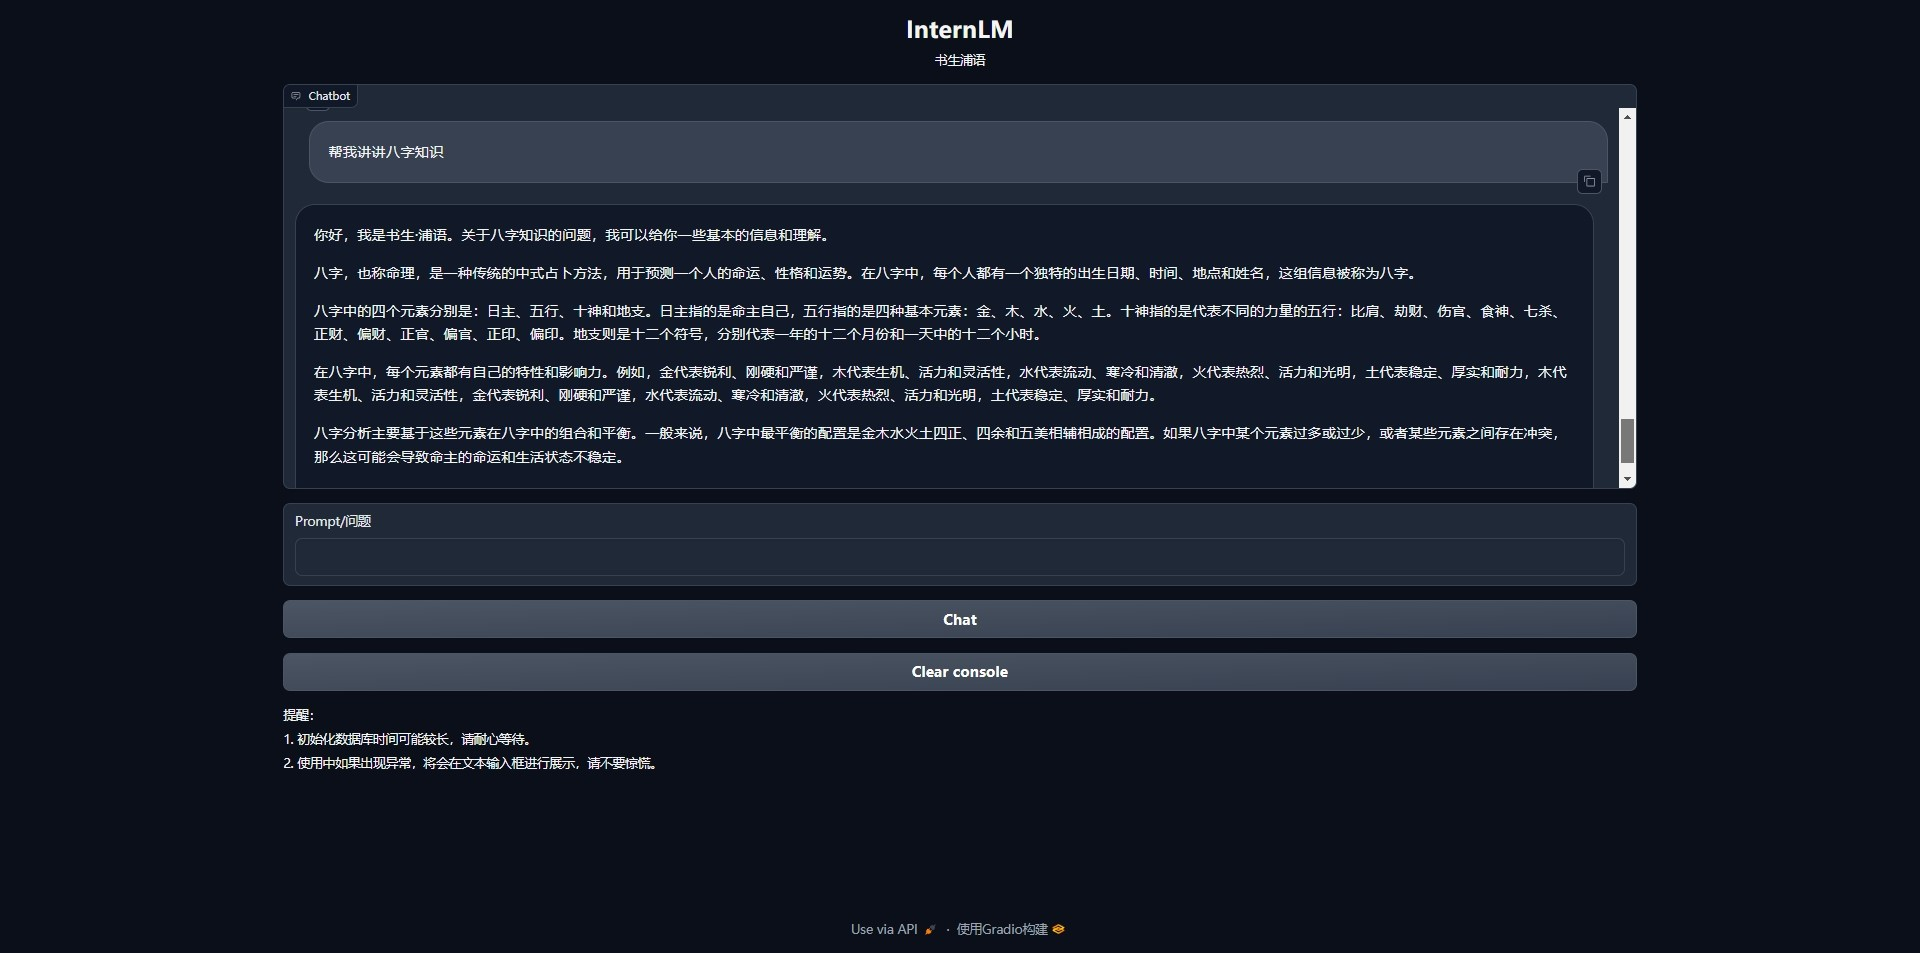 InternLM
书生浦语
Chatbot
帮我讲讲八字知识
你好，我是书生·浦语。关于八字知识的问题，我可以给你一些基本的信息和理解。
八字，也称命理，是一种传统的中式占卜方法，用于预测一个人的命运、性格和运势。在八字中，每个人都有一个独特的出生日期、时间、地点和姓名，这组信息被称为八字。
八字中的四个元素分别是：日主、五行、十神和地支。日主指的是命主自己，五行指的是四种基本元素：金、木、水、火、土。十神指的是代表不同的力量的五行：比肩、劫财、伤官、食神、七杀、
正财、偏财、正官、偏官、正印、偏印。地支则是十二个符号，分别代表一年的十二个月份和一天中的十二个小时。
在八字中，每个元素都有自己的特性和影响力。例如，金代表锐利、刚硬和严谨，木代表生机、活力和灵活性，水代表流动、寒冷和清澈，火代表热烈、活力和光明，土代表稳定、厚实和耐力，木代
表生机、活力和灵活性，金代表锐利、刚硬和严谨，水代表流动、寒冷和清澈，火代表热烈、活力和光明，土代表稳定、厚实和耐力。
八字分析主要基于这些元素在八字中的组合和平衡。一般来说，八字中最平衡的配置是金木水火土四正、四余和五美相辅相成的配置。如果八字中某个元素过多或过少，或者某些元素之间存在冲突，
那么这可能会导致命主的命运和生活状态不稳定。
Prompt/问题
Chat
Clear console
提醒：
1. 初始化数据库时间可能较长，请耐心等待。
2. 使用中如果出现异常，将会在文本输入框进行展示，请不要惊慌。
Use via API · 使用Gradio构建